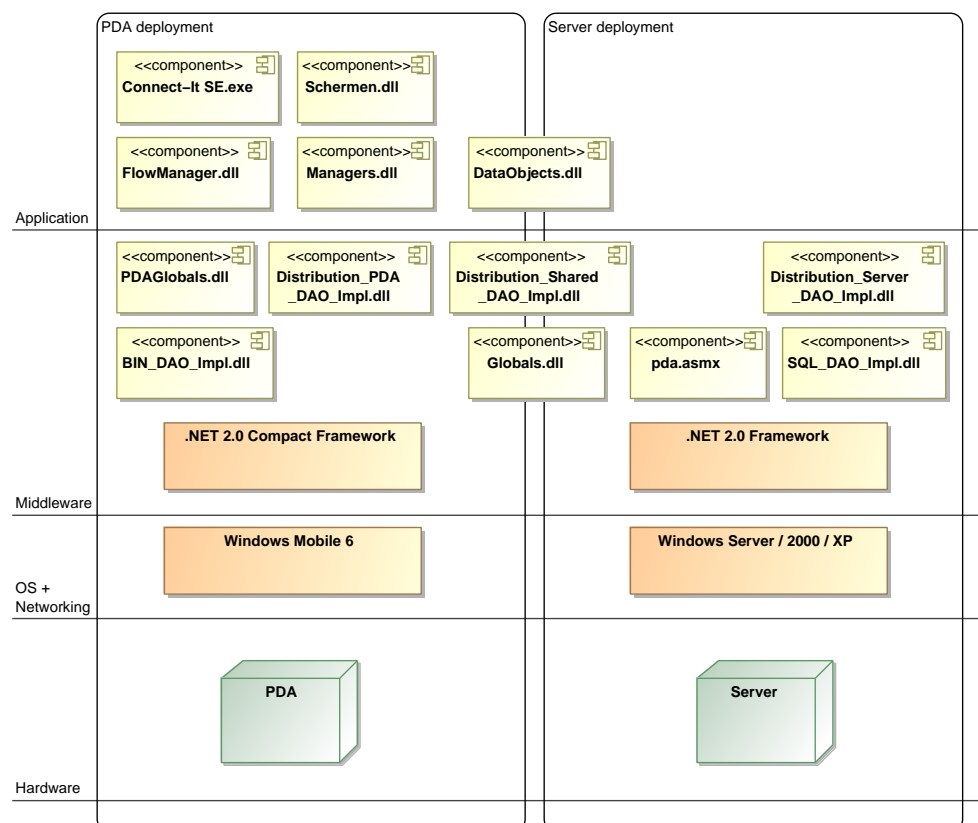 PDA deployment
Server deployment
<<component>>
Connect–It SE.exe
<<component>>
Schermen.dll
<<component>>
FlowManager.dll
<<component>>
Managers.dll
<<component>>
DataObjects.dll
Application
<<component>>
PDAGlobals.dll
<<component>>
Distribution_PDA
_DAO_Impl.dll
<<component>>
Distribution_Shared
_DAO_Impl.dll
<<component>>
Distribution_Server
_DAO_Impl.dll
<<component>>
BIN_DAO_Impl.dll
<<component>>
Globals.dll
<<component>>
pda.asmx
<<component>>
SQL_DAO_Impl.dll
.NET 2.0 Compact Framework
.NET 2.0 Framework
Middleware
Windows Mobile 6
Windows Server / 2000 / XP
OS +
Networking
PDA
Server
Hardware